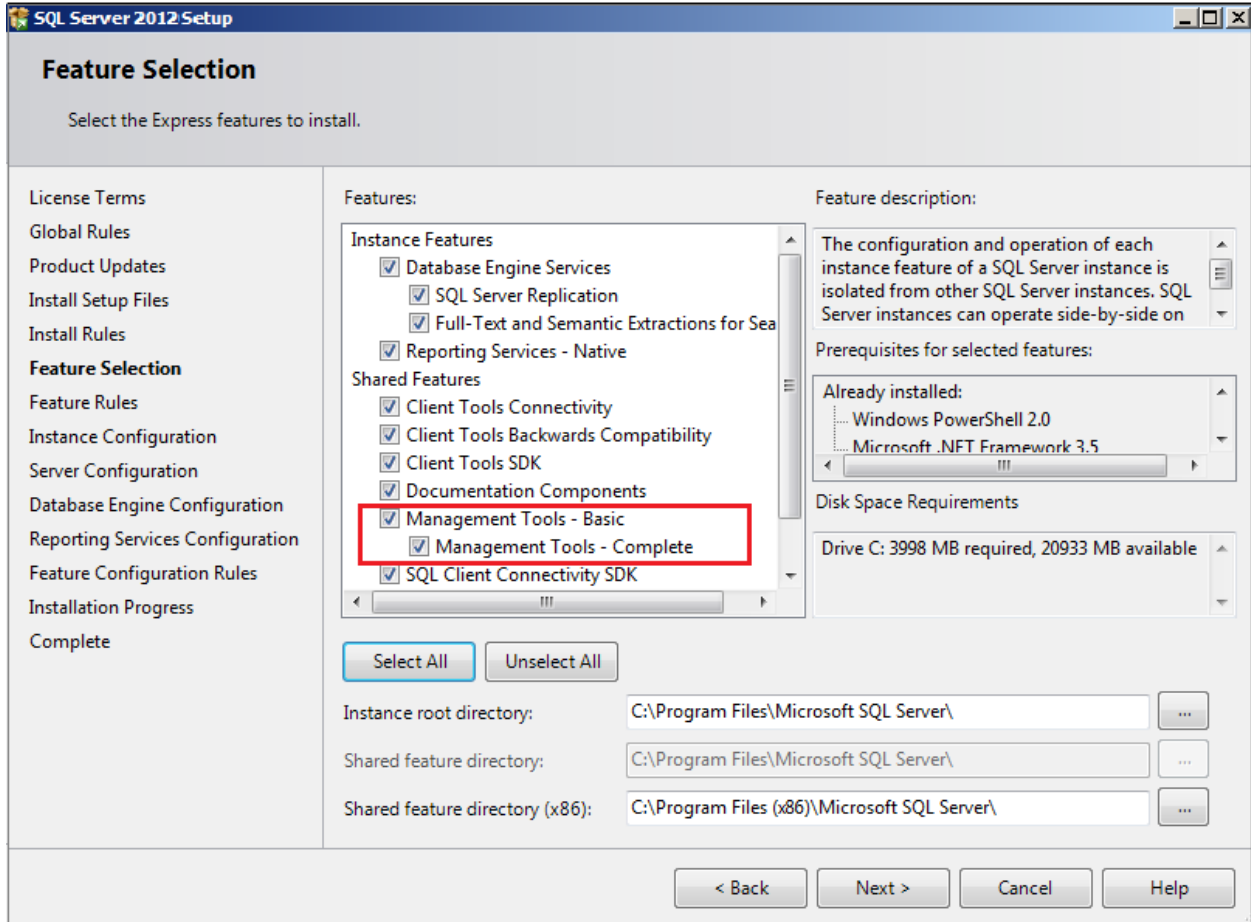 SQL Server 2012 Setup
Feature Selection
Select the Express features to install.
License Terms
Global Rules
Product Updates
Install Setup Files
Install Rules
Feature Selection
Feature Rules
Instance Configuration
Server Configuration
Database Engine Configuration
Reporting Services Configuration
Feature Configuration Rules
Installation Progress
Complete
Features:
Instance Features
Database Engine Services
SQL Server Replication
Full-Text and Semantic Extractions for Sea
Reporting Services - Native
Shared Features
Client Tools Connectivity
Client Tools Backwards Compatibility
Client Tools SDK
Documentation Components
Management Tools - Basic
Management Tools - Complete
SQL Client Connectivity SDK
Feature description:
The configuration and operation of each
instance feature of a SQL Server instance is
isolated from other SQL Server instances. SQL
Server instances can operate side-by-side on
Prerequisites for selected features:
Already installed:
Windows PowerShell 2.0
Microsoft .NET Framework 3.5
Disk Space Requirements
Drive C: 3998 MB required, 20933 MB available
Select All
Unselect All
Instance root directory:
C:\Program Files\Microsoft SQL Server\
...
Shared feature directory:
C:\Program Files\Microsoft SQL Server\
...
Shared feature directory (x86):
C:\Program Files (x86)\Microsoft SQL Server\
...
< Back
Next >
Cancel
Help